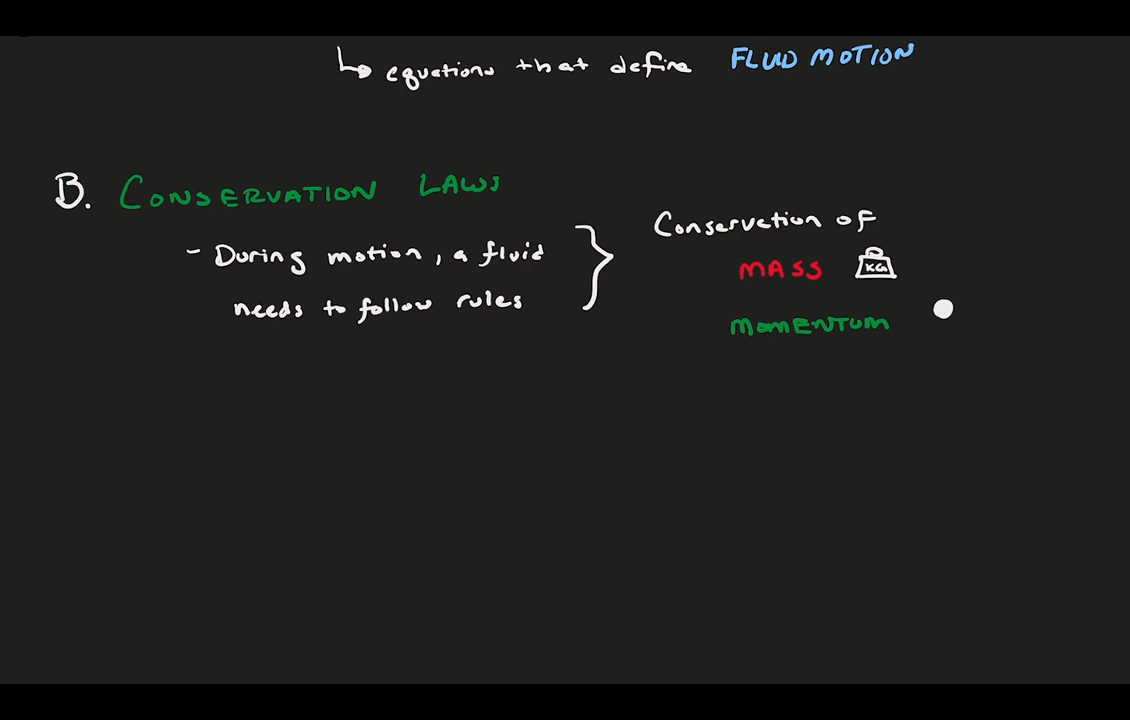 equations that define FLUID MOTION
B. CONSERVATION LAWS
- During motion, a fluid
needs to follow rules
Conservation of
MASS KG
MOMENTUM